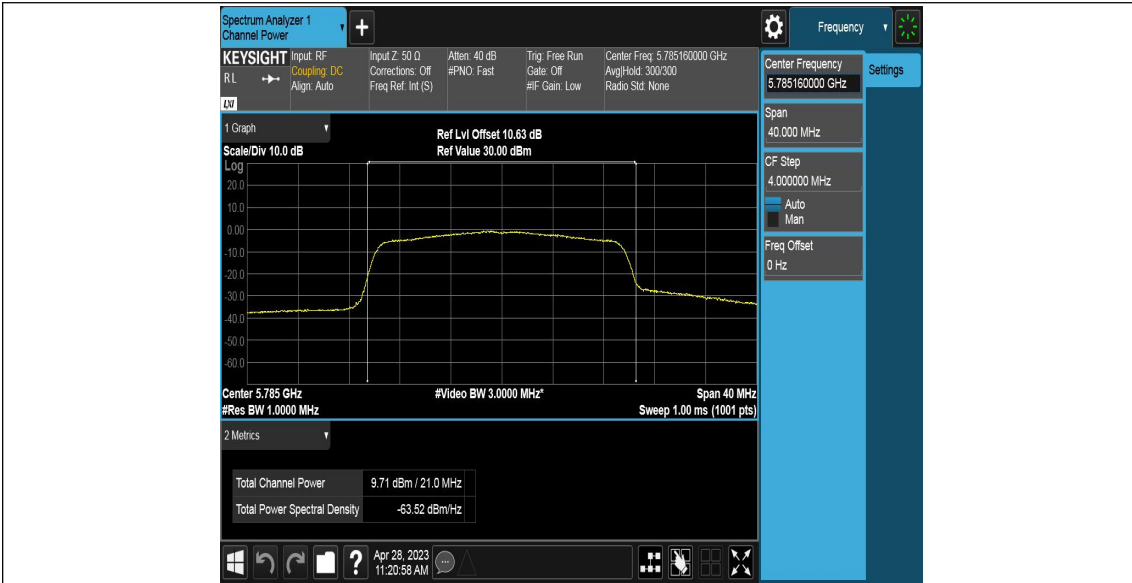 Spectrum Analyzer 1
Channel Power
+
Frequency
KEYSIGHT
R L
LXI
Input: RF
Coupling: DC
Align: Auto
Input Z: 50 Ω
Corrections: Off
Freq Ref: Int (S)
Atten: 40 dB
#PNO: Fast
Trig: Free Run
Gate: Off
#IF Gain: Low
Center Freq: 5.785160000 GHz
Avg|Hold: 300/300
Radio Std: None
Center Frequency
5.785160000 GHz
Settings
Span
40.000 MHz
CF Step
4.000000 MHz
Auto
Man
Freq Offset
0 Hz
1 Graph
Scale/Div 10.0 dB
Ref Lvl Offset 10.63 dB
Ref Value 30.00 dBm
Log
20.0
10.0
0.00
-10.0
-20.0
-30.0
-40.0
-50.0
-60.0
Center 5.785 GHz
#Video BW 3.0000 MHz*
Span 40 MHz
#Res BW 1.0000 MHz
Sweep 1.00 ms (1001 pts)
2 Metrics
Total Channel Power 9.71 dBm / 21.0 MHz
Total Power Spectral Density -63.52 dBm/Hz
?
Apr 28, 2023
11:20:58 AM